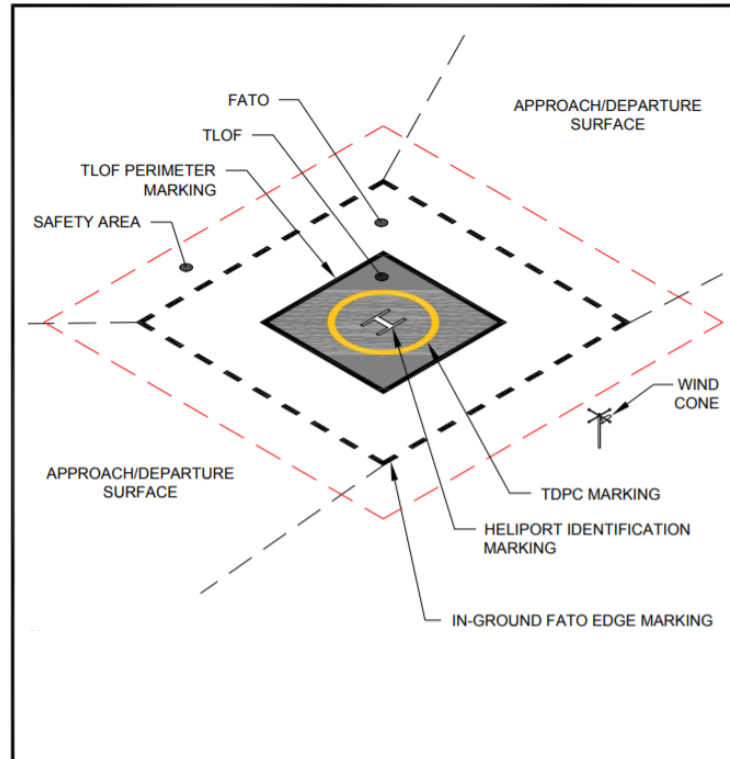 FATO
APPROACH/DEPARTURE
SURFACE
TLOF
TLOF PERIMETER
MARKING
SAFETY AREA
H
WIND
CONE
APPROACH/DEPARTURE
SURFACE
TDPC MARKING
HELIPORT IDENTIFICATION
MARKING
IN-GROUND FATO EDGE MARKING